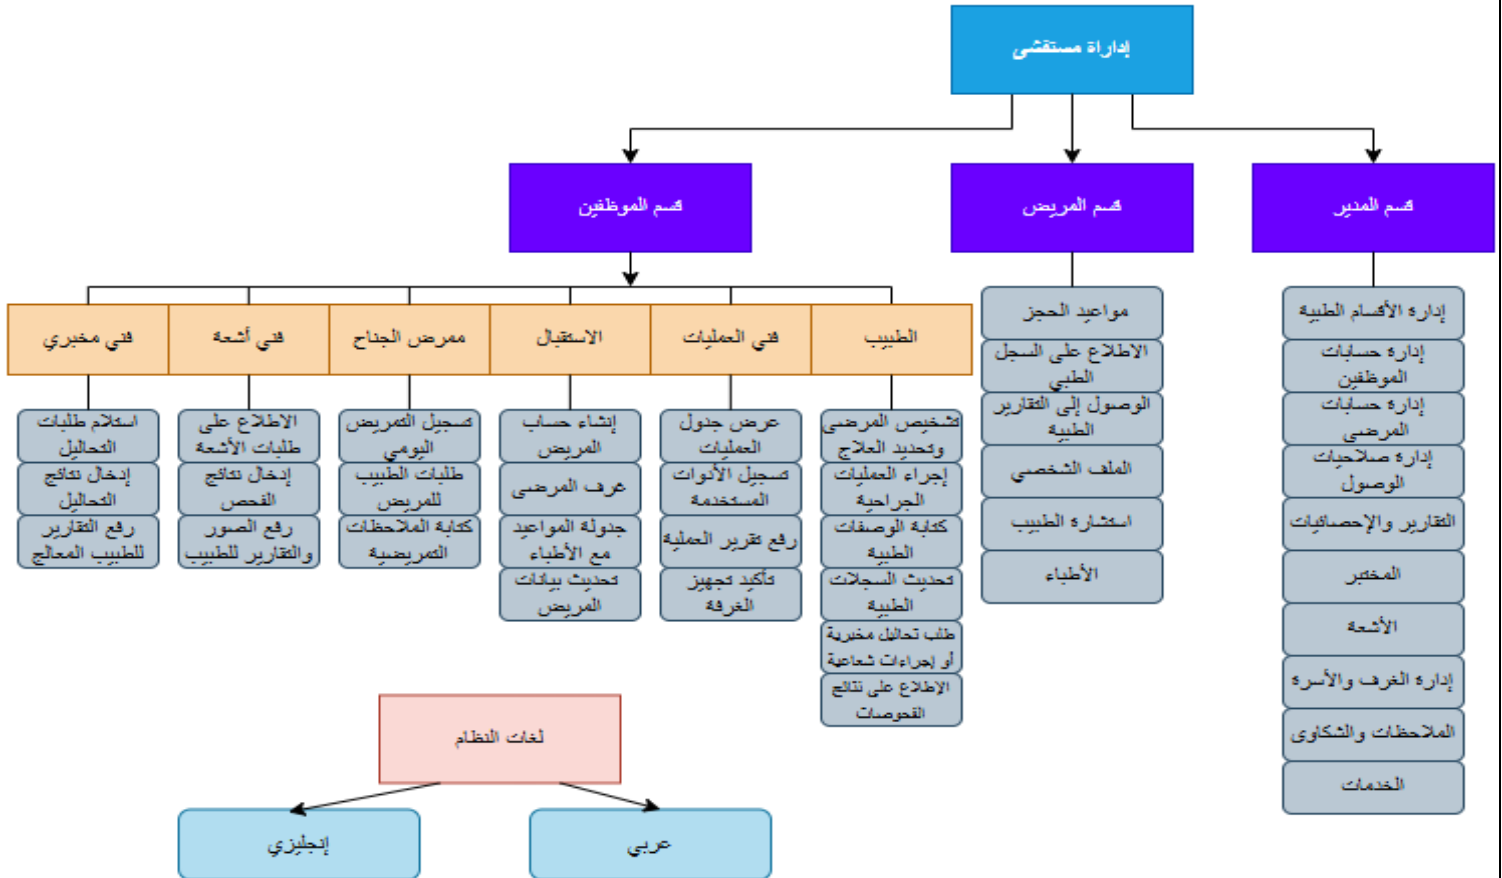 إداراة مستقشى
قسم المدير
قسم المريض
قسم الموظفين
إدارة الأقسام الطبية
إدارة حسابات
الموظفين
إدارة حسابات
المرضى
إدارة صلاحيات
الوصول
التقارير والإحصائيات
المختبر
الأشعة
إدارة الغرف والأسرة
الملاحظات والشكاوى
الخدمات
مواعيد الحجز
الاطلاع على السجل
الطبي
الوصول إلى التقارير
الطبية
الملف الشخصي
استشارة الطبيب
الأطباء
الطبيب
فني العمليات
الاستقبال
ممرض الجناح
فني أشعة
فني مخبري
تشخيص المرضى
وتحديد العلاج
إجراء العمليات
الجراحية
كتابة الوصفات
الطبية
تحديث السجلات
الطبية
طلب تحاليل مخبرية
أو إجراءات شعاعية
الإطلاع على نتائج
الفحوصات
عرض جدول
العمليات
تسجيل الأدوات
المستخدمة
رفع تقرير العملية
تأكيد تجهيز
الغرفة
إنشاء حساب
المريض
غرف المرضى
جدولة المواعيد
مع الأطباء
تحديث بيانات
المريض
تسجيل التمريض
اليومي
طلبات الطبيب
للمريض
كتابة الملاحظات
التمريضية
الاطلاع على
طلبات الأشعة
إدخال نتائج
الفحص
رفع الصور
والتقارير للطبيب
استلام طلبات
التحاليل
إدخال نتائج
التحاليل
رفع التقارير
للطبيب المعالج
لغات النظام
عربي
إنجليزي